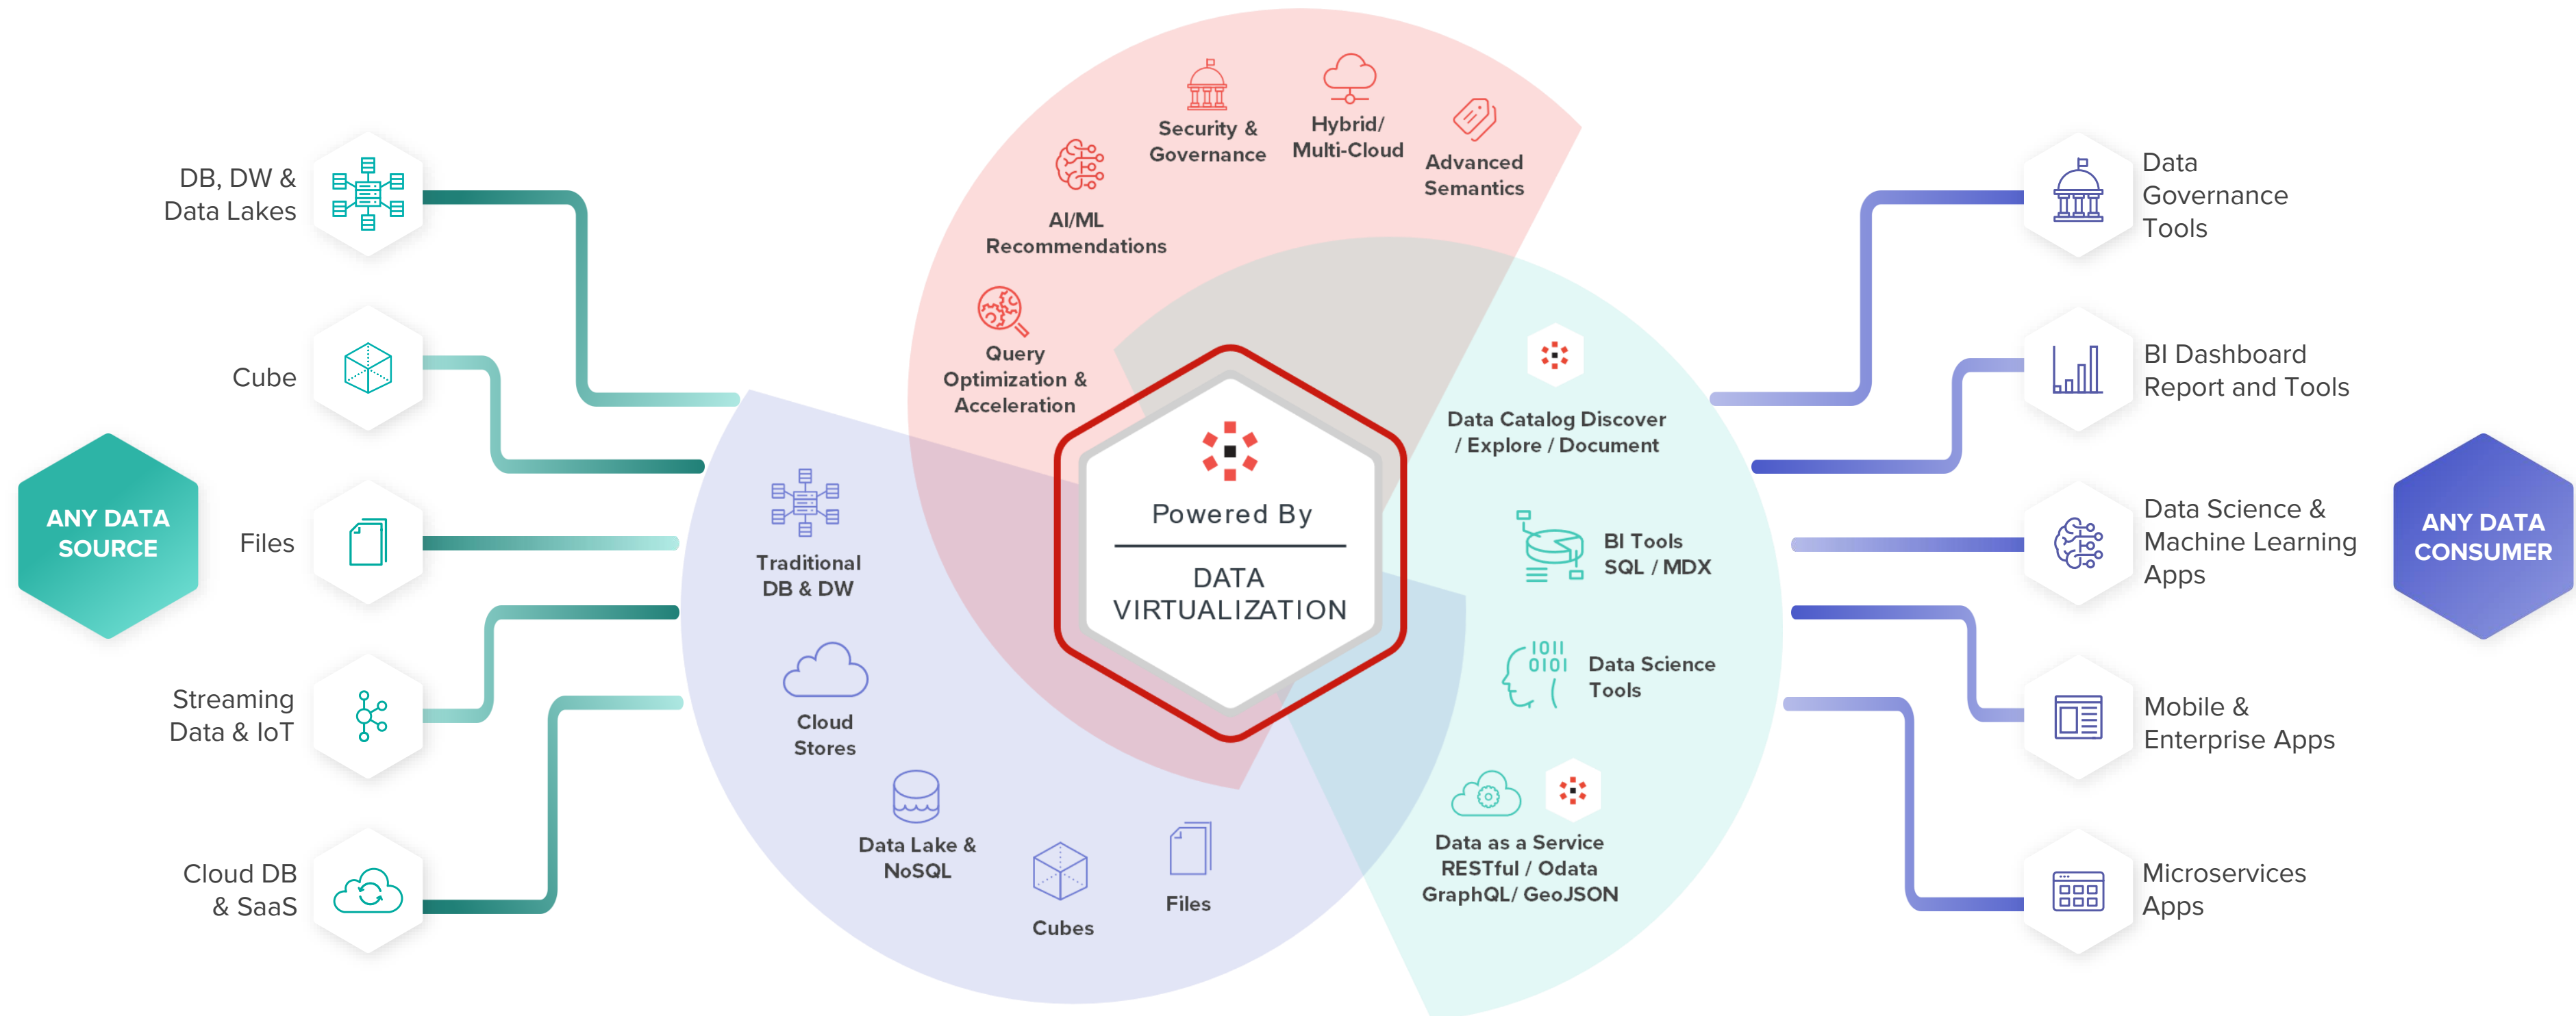 ANY DATA
SOURCE
DB, DW &
Data Lakes
Cube
Files
Streaming
Data & IoT
Cloud DB
& SaaS
Security &
Governance
Hybrid/
Multi-Cloud
Advanced
Semantics
AI/ML
Recommendations
Query
Optimization &
Acceleration
Traditional
DB & DW
Cloud
Stores
Data Lake &
NoSQL
Cubes
Files
Powered By
DATA
VIRTUALIZATION
Data Catalog Discover
/ Explore / Document
BI Tools
SQL / MDX
1011
0101
Data Science
Tools
Data as a Service
RESTful / Odata
GraphQL/ GeoJSON
Data
Governance
Tools
BI Dashboard
Report and Tools
Data Science &
Machine Learning
Apps
Mobile &
Enterprise Apps
Microservices
Apps
ANY DATA
CONSUMER